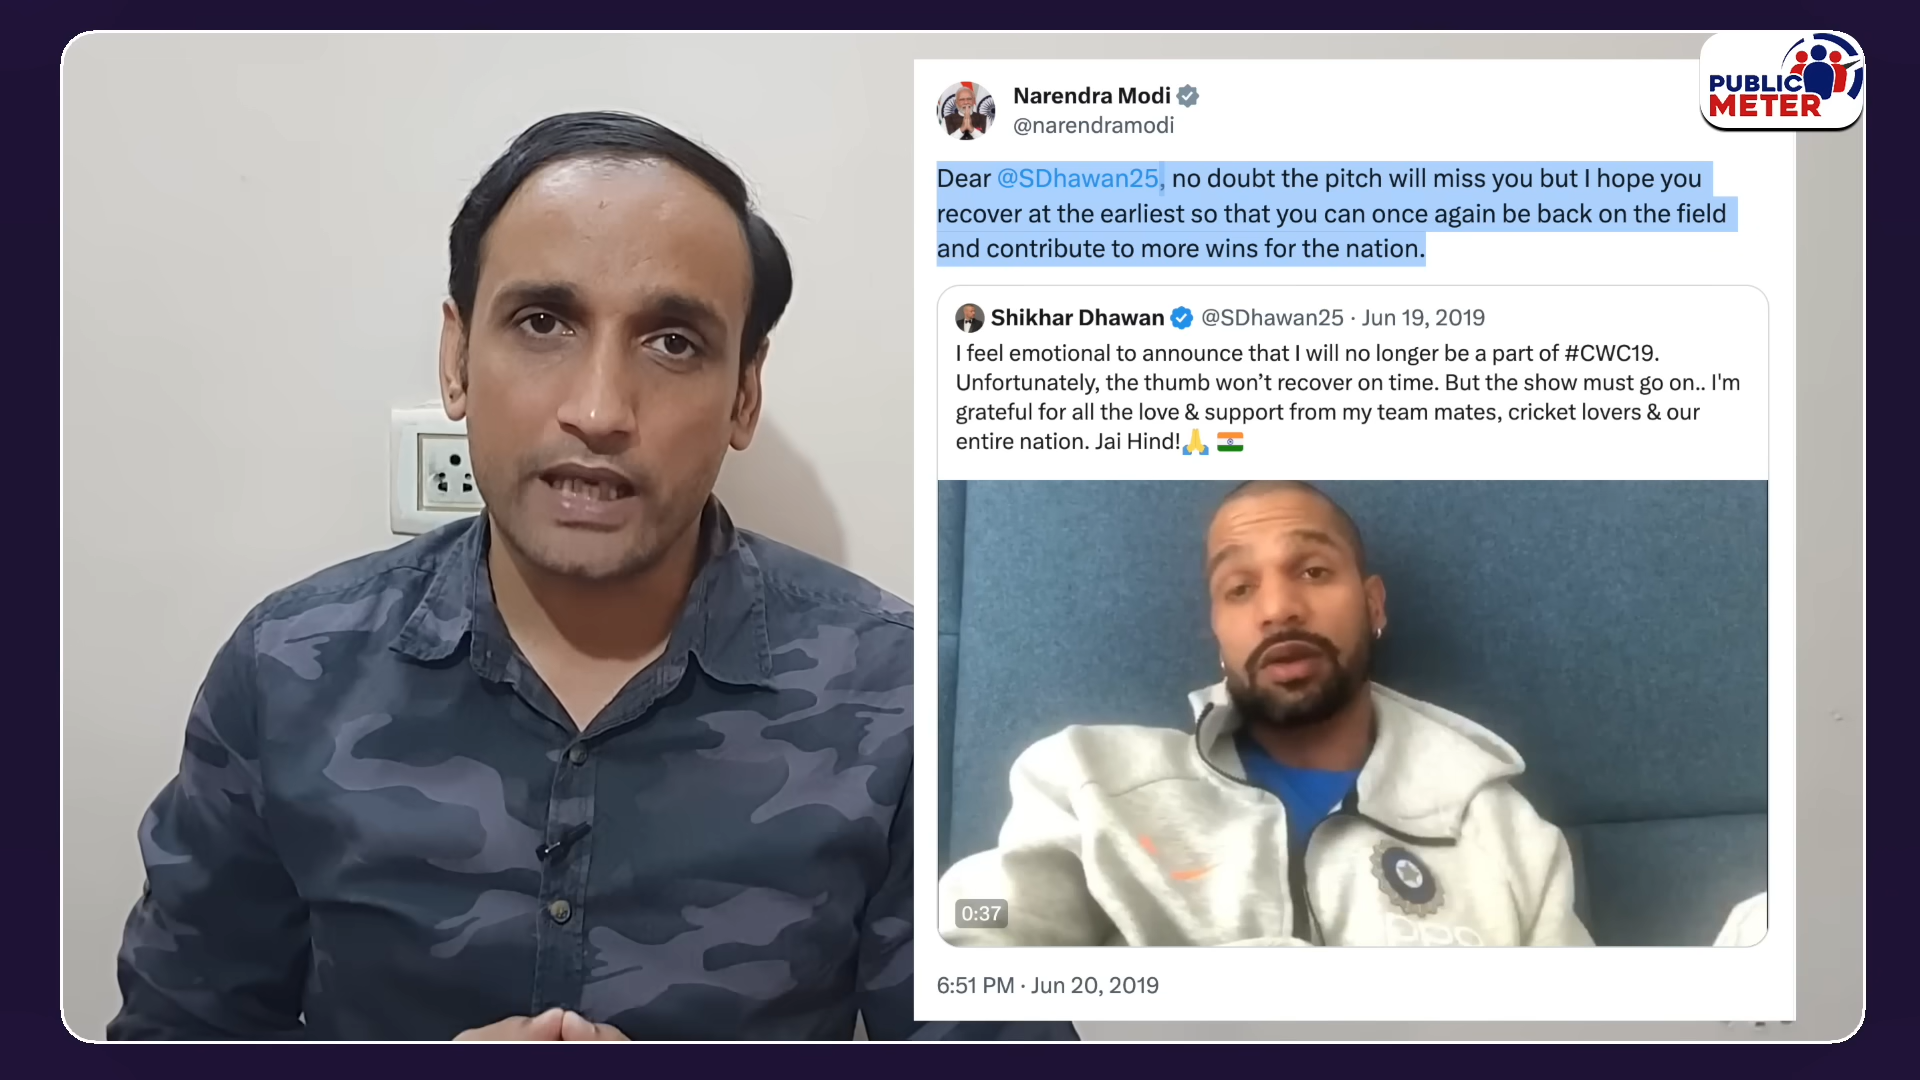 PUBLIC
METER
Narendra Modi
@narendramodi
Dear @SDhawan25, no doubt the pitch will miss you but I hope you
recover at the earliest so that you can once again be back on the field
and contribute to more wins for the nation.
Shikhar Dhawan @SDhawan25 · Jun 19, 2019
I feel emotional to announce that I will no longer be a part of #CWC19.
Unfortunately, the thumb won’t recover on time. But the show must go on.. I'm
grateful for all the love & support from my team mates, cricket lovers & our
entire nation. Jai Hind!🙏 🇮🇳
0:37
6:51 PM · Jun 20, 2019